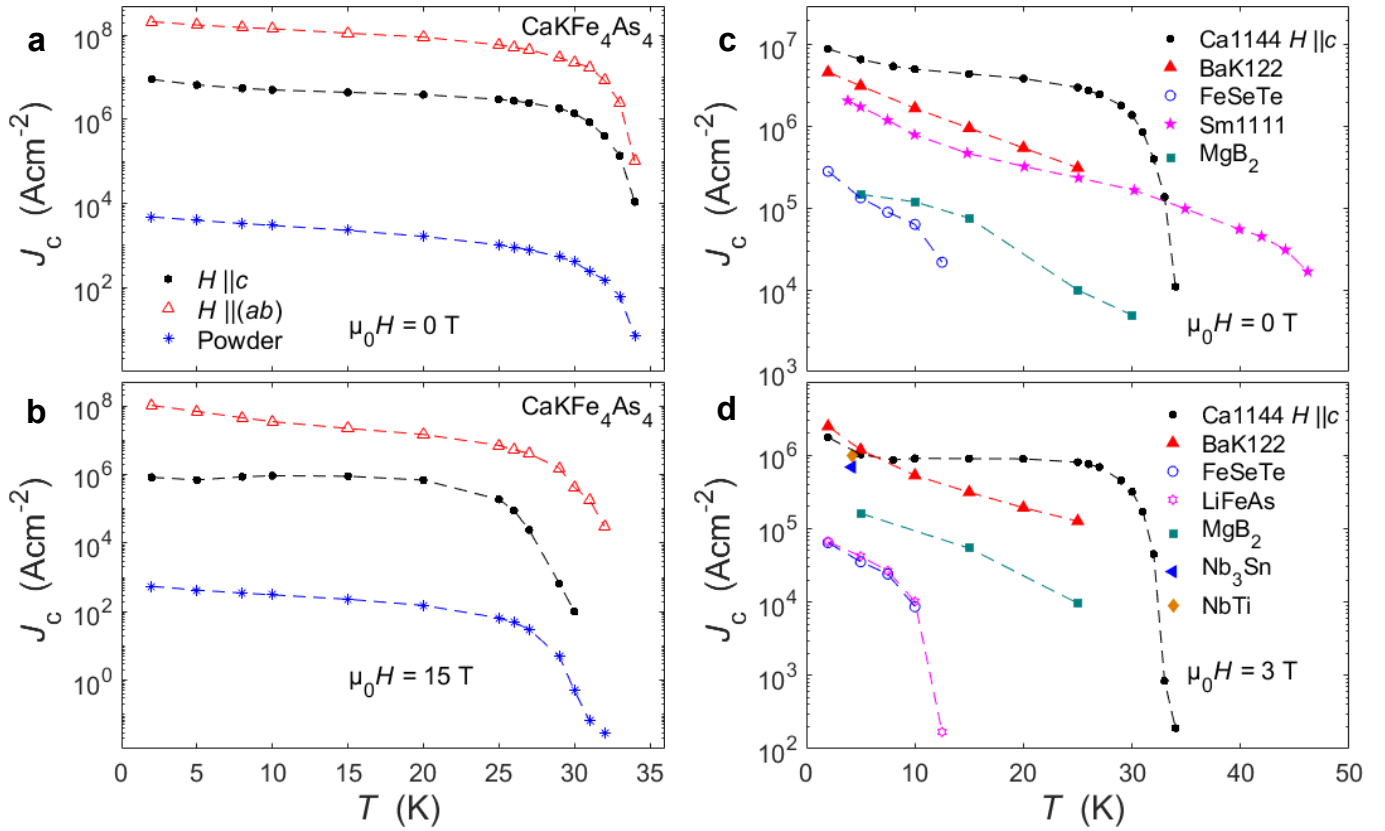 a
CaKFe4As4
10^8
10^6
10^4
10^2
Jc (Acm^-2)
H ||c
H ||(ab)
Powder
μ0H = 0 T
b
CaKFe4As4
10^8
10^6
10^4
10^2
10^0
Jc (Acm^-2)
μ0H = 15 T
0 5 10 15 20 25 30 35
T (K)
c
10^7
10^6
10^5
10^4
10^3
Jc (Acm^-2)
Ca1144 H ||c
BaK122
FeSeTe
Sm1111
MgB2
μ0H = 0 T
d
10^6
10^5
10^4
10^3
10^2
Jc (Acm^-2)
Ca1144 H ||c
BaK122
FeSeTe
LiFeAs
MgB2
Nb3Sn
NbTi
μ0H = 3 T
0 10 20 30 40 50
T (K)